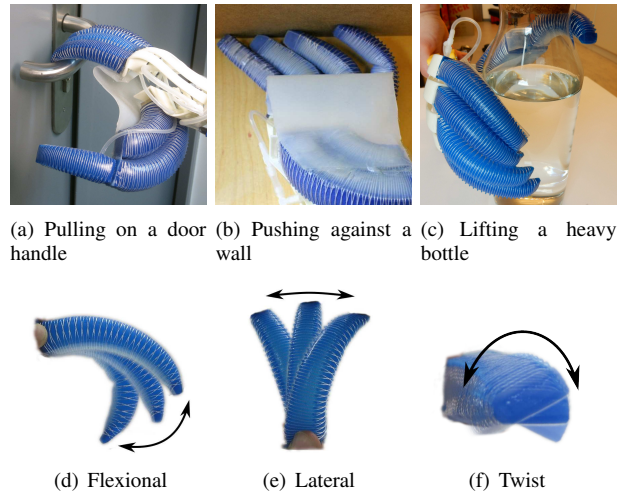 (a) Pulling on a door handle
(b) Pushing against a wall
(c) Lifting a heavy bottle
(d) Flexional
(e) Lateral
(f) Twist